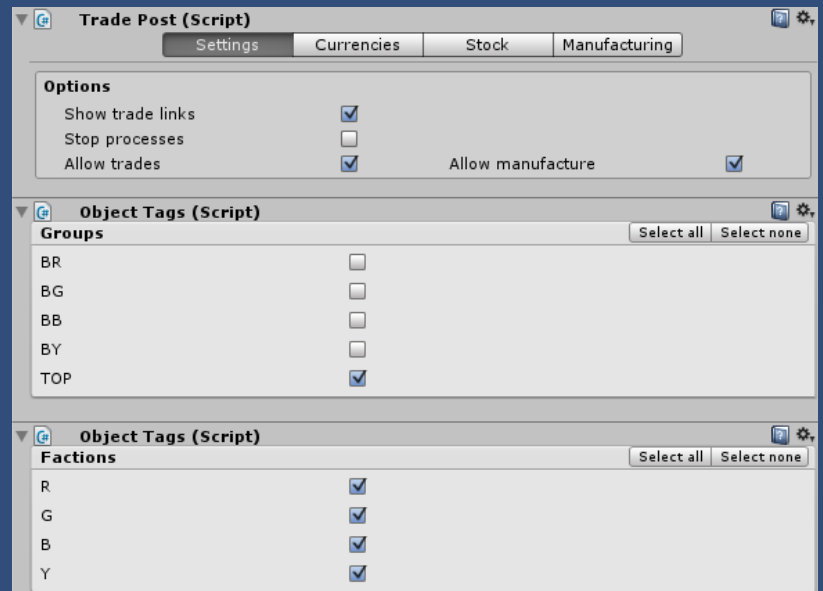 Trade Post (Script)
Settings Currencies Stock Manufacturing
Options
Show trade links
Stop processes
Allow trades Allow manufacture
Object Tags (Script)
Groups Select all Select none
BR
BG
BB
BY
TOP
Object Tags (Script)
Factions Select all Select none
R
G
B
Y